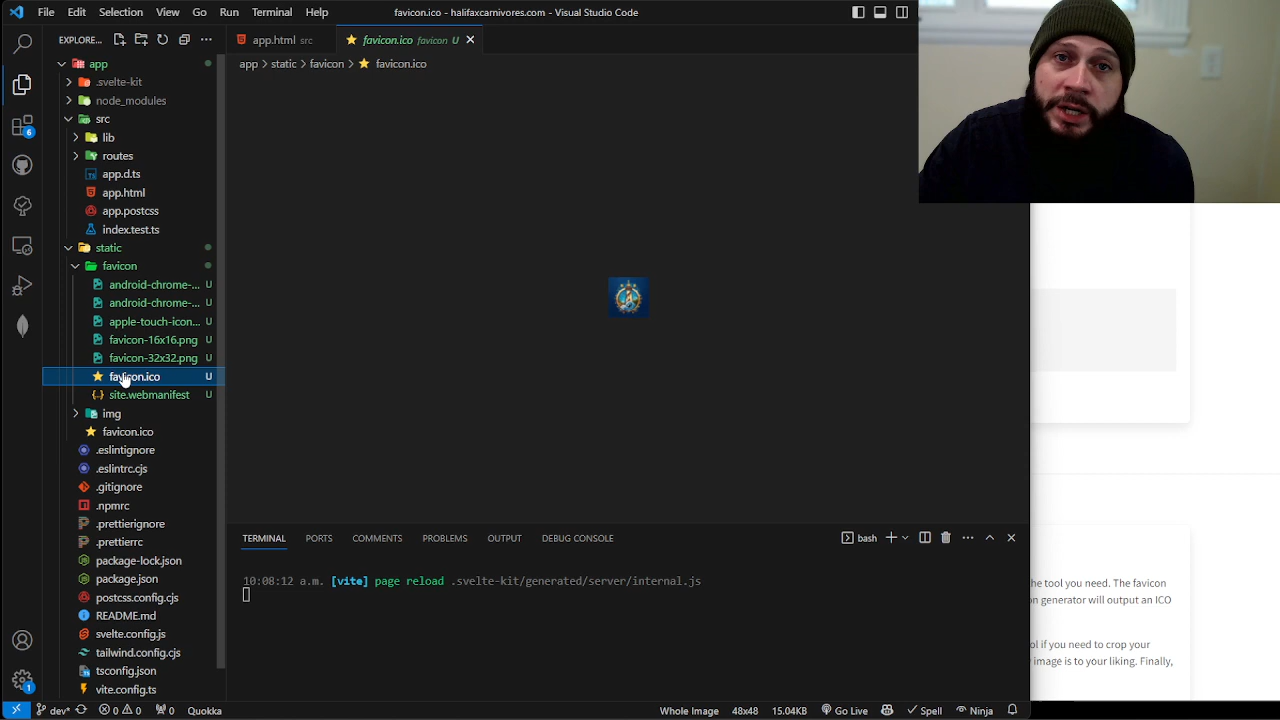 File Edit Selection View Go Run Terminal Help
favicon.ico - halifaxcarnivores.com - Visual Studio Code
EXPLORE...
app.html src
favicon.ico favicon U
app > static > favicon > favicon.ico
app
.svelte-kit
node_modules
src
lib
routes
app.d.ts
app.html
app.postcss
index.test.ts
static
favicon
android-chrome-... U
android-chrome-... U
apple-touch-icon... U
favicon-16x16.png U
favicon-32x32.png U
favicon.ico U
site.webmanifest U
img
favicon.ico
.eslintignore
.eslintrc.cjs
.gitignore
.npmrc
.prettierignore
.prettierrc
package-lock.json
package.json
postcss.config.cjs
README.md
svelte.config.js
tailwind.config.cjs
tsconfig.json
vite.config.ts
6
1
TERMINAL PORTS COMMENTS PROBLEMS OUTPUT DEBUG CONSOLE
bash
10:08:12 a.m. [vite] page reload .svelte-kit/generated/server/internal.js
he tool you need. The favicon
n generator will output an ICO
ol if you need to crop your
image is to your liking. Finally,
dev* 0 0 0 Quokka
Whole Image 48x48 15.04KB Go Live Spell Ninja